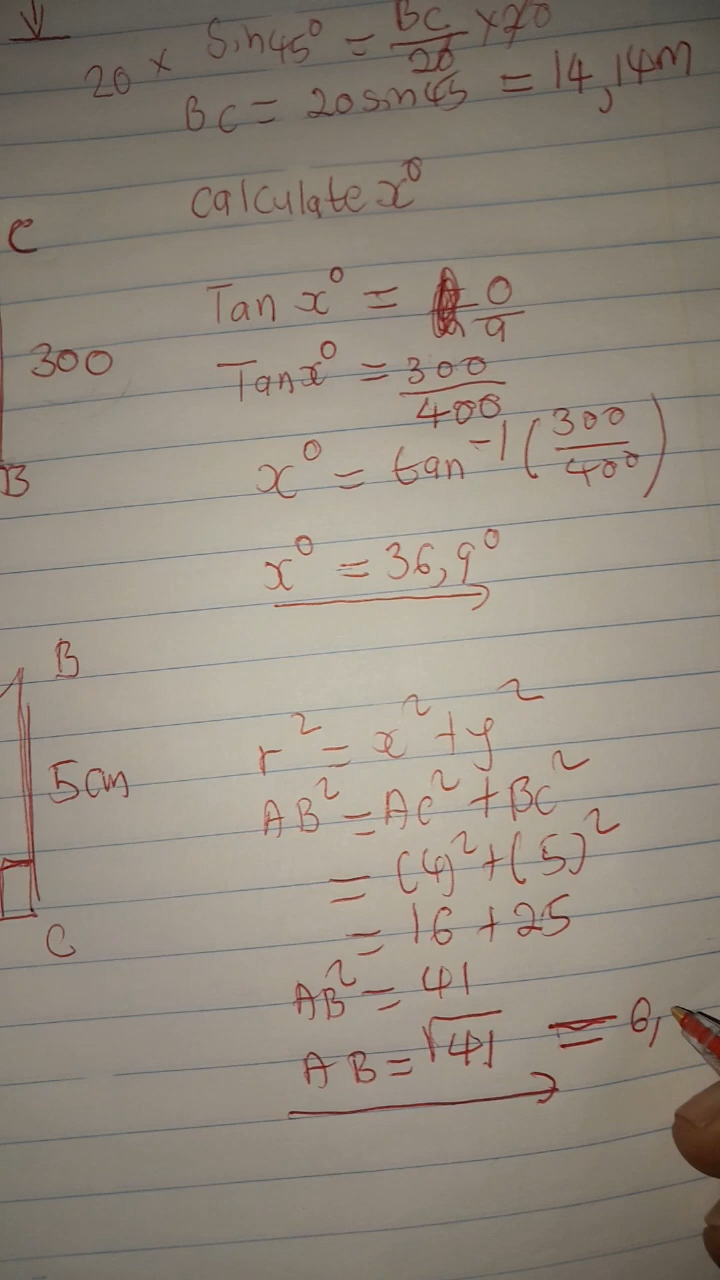 20 × Sin45° = BC/20 × 20
BC = 20sin45 = 14,14m
Calculate x°
C
Tan x° = O/a
300
Tan x° = 300/400
x° = tan⁻¹(300/400)
B
x° = 36,9°
B
r² = x² + y²
5cm
AB² = AC² + BC²
= (4)² + (5)²
= 16 + 25
C
AB² = 41
AB = √41 = 6,